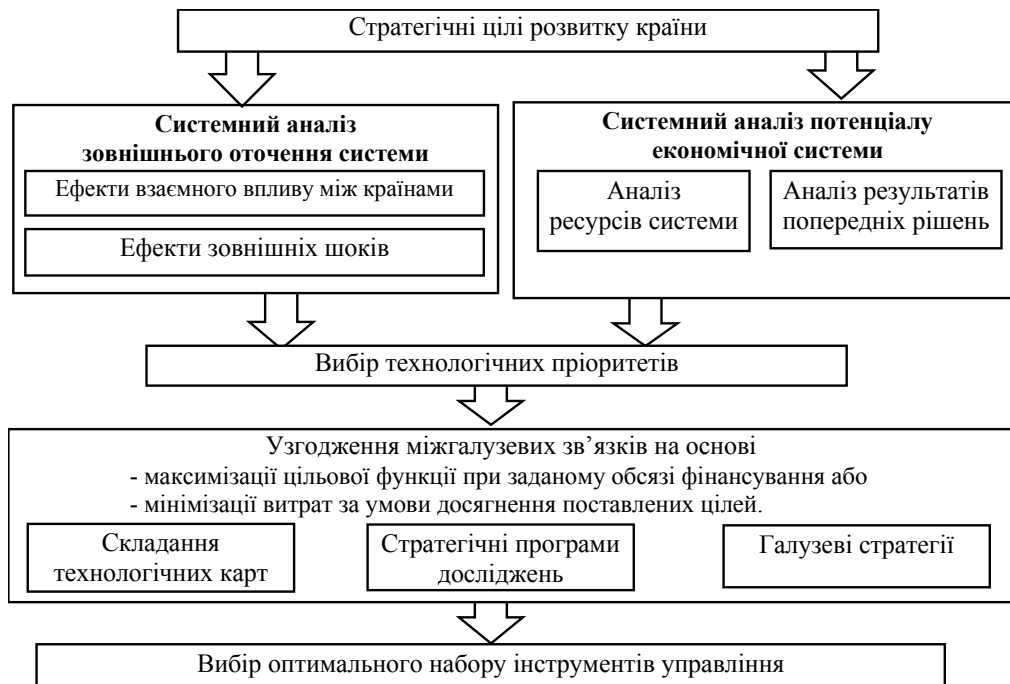 Стратегічні цілі розвитку країни
Системний аналіз
зовнішнього оточення системи
Ефекти взаємного впливу між країнами
Ефекти зовнішніх шоків
Системний аналіз потенціалу
економічної системи
Аналіз
ресурсів системи
Аналіз результатів
попередніх рішень
Вибір технологічних пріоритетів
Узгодження міжгалузевих зв’язків на основі
- максимізації цільової функції при заданому обсязі фінансування або
- мінімізації витрат за умови досягнення поставлених цілей.
Складання
технологічних карт
Стратегічні програми
досліджень
Галузеві стратегії
Вибір оптимального набору інструментів управління